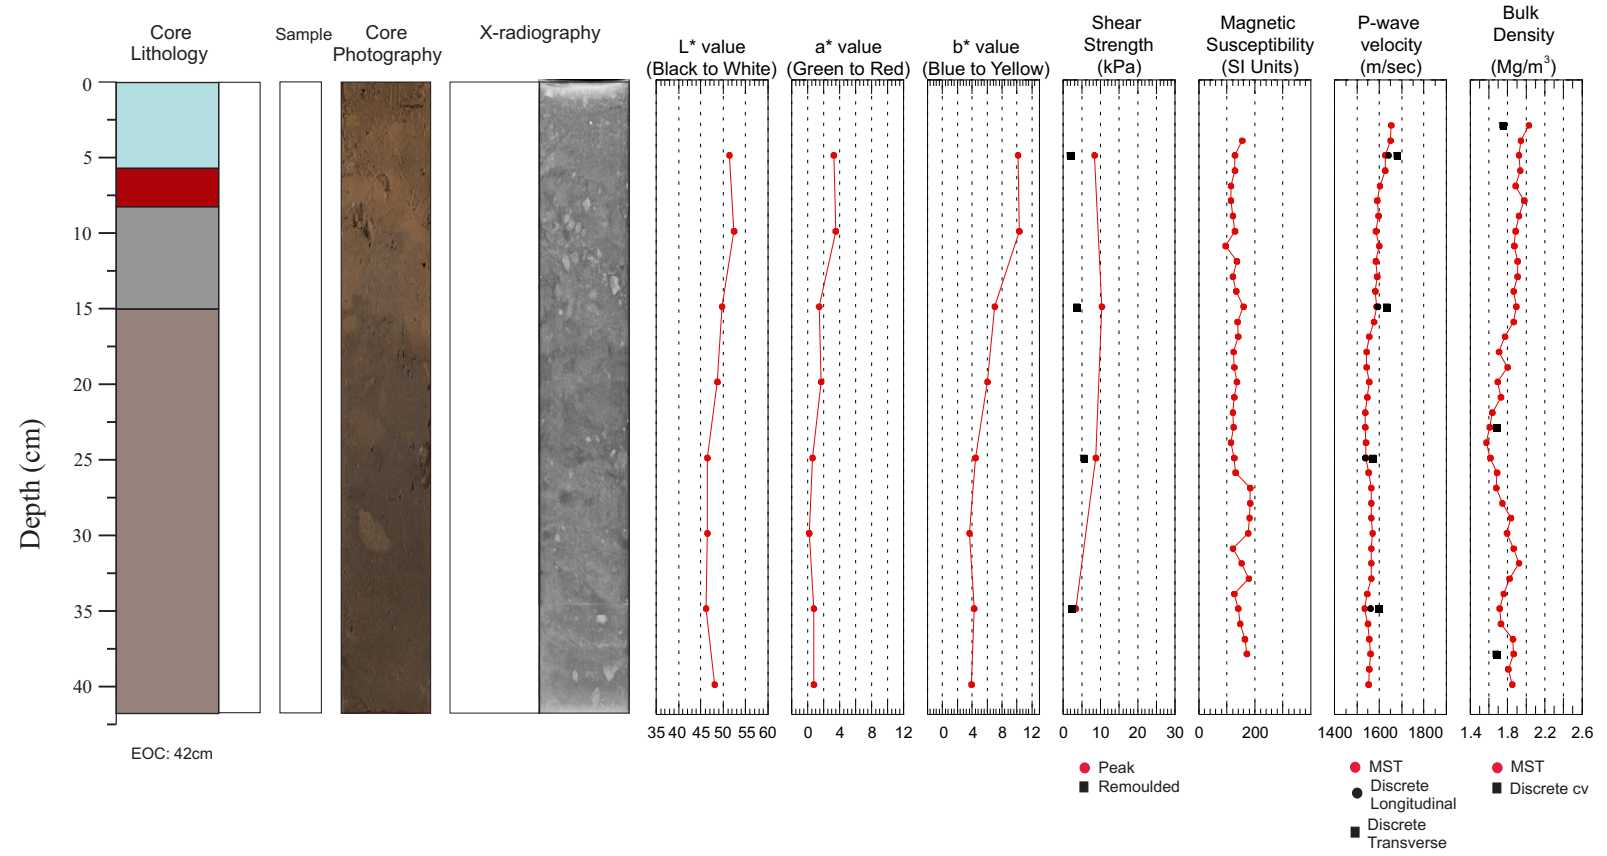 Core
Lithology
Sample
Core
Photography
X-radiography
L* value
(Black to White)
a* value
(Green to Red)
b* value
(Blue to Yellow)
Shear
Strength
(kPa)
Magnetic
Susceptibility
(SI Units)
P-wave
velocity
(m/sec)
Bulk
Density
(Mg/m³)
Depth (cm)
0
5
10
15
20
25
30
35
40
35 40 45 50 55 60
0 4 8 12
0 4 8 12
0 10 20 30
0 200
1400 1600 1800
1.4 1.8 2.2 2.6
EOC: 42cm
Peak
Remoulded
MST
Discrete
Longitudinal
Discrete
Transverse
MST
Discrete cv